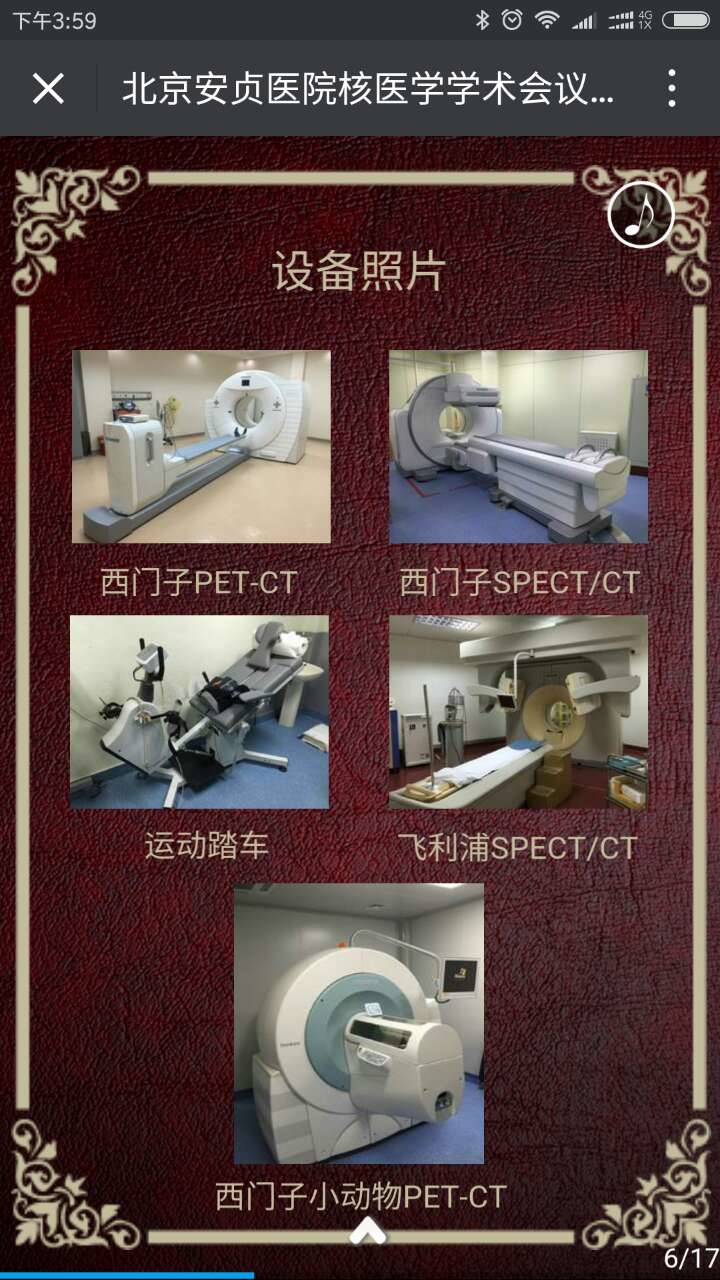 下午3:59
4G
1X
北京安贞医院核医学学术会议...
设备照片
西门子PET-CT
西门子SPECT/CT
运动踏车
飞利浦SPECT/CT
西门子小动物PET-CT
6/17